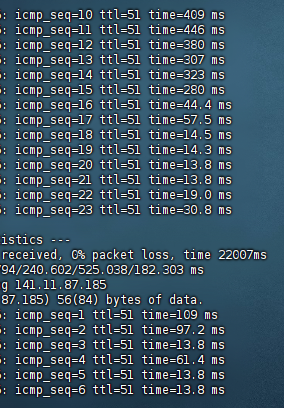 : icmp_seq=10 ttl=51 time=409 ms
: icmp_seq=11 ttl=51 time=446 ms
: icmp_seq=12 ttl=51 time=380 ms
: icmp_seq=13 ttl=51 time=307 ms
: icmp_seq=14 ttl=51 time=323 ms
: icmp_seq=15 ttl=51 time=280 ms
: icmp_seq=16 ttl=51 time=44.4 ms
: icmp_seq=17 ttl=51 time=57.5 ms
: icmp_seq=18 ttl=51 time=14.5 ms
: icmp_seq=19 ttl=51 time=14.3 ms
: icmp_seq=20 ttl=51 time=13.8 ms
: icmp_seq=21 ttl=51 time=13.8 ms
: icmp_seq=22 ttl=51 time=19.0 ms
: icmp_seq=23 ttl=51 time=30.8 ms
istics ---
received, 0% packet loss, time 22007ms
794/240.602/525.038/182.303 ms
g 141.11.87.185
87.185) 56(84) bytes of data.
: icmp_seq=1 ttl=51 time=109 ms
: icmp_seq=2 ttl=51 time=97.2 ms
: icmp_seq=3 ttl=51 time=13.8 ms
: icmp_seq=4 ttl=51 time=61.4 ms
: icmp_seq=5 ttl=51 time=13.8 ms
: icmp_seq=6 ttl=51 time=13.8 ms